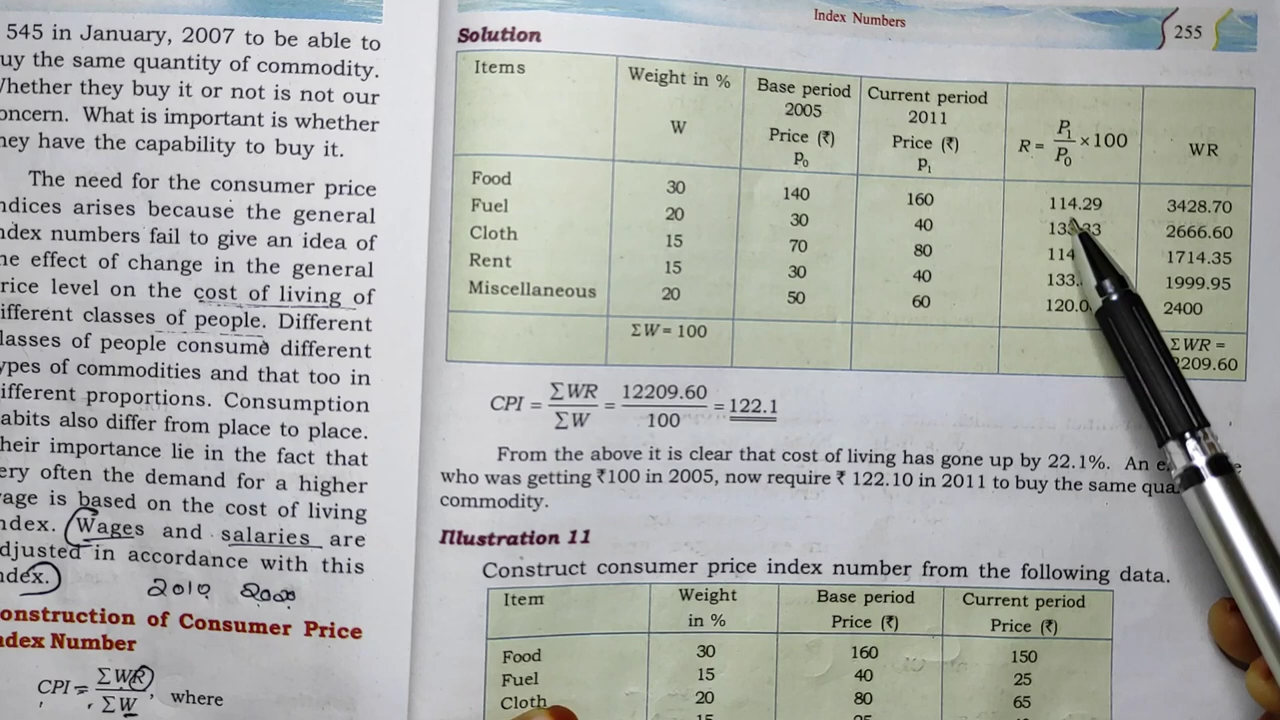 545 in January, 2007 to be able to
uy the same quantity of commodity.
Whether they buy it or not is not our
oncern. What is important is whether
hey have the capability to buy it.
The need for the consumer price
ndices arises because the general
ndex numbers fail to give an idea of
he effect of change in the general
rice level on the cost of living of
ifferent classes of people. Different
lasses of people consume different
ypes of commodities and that too in
ifferent proportions. Consumption
abits also differ from place to place.
heir importance lie in the fact that
ery often the demand for a higher
age is based on the cost of living
ndex. Wages and salaries are
djusted in accordance with this
ndex.
2010 2000
onstruction of Consumer Price
ndex Number
CPI = ΣWR / ΣW , where
Index Numbers 255
Solution
Items Weight in % W Base period 2005 Price (₹) P₀ Current period 2011 Price (₹) P₁ R = P₁/P₀ ×100 WR
Food 30 140 160 114.29 3428.70
Fuel 20 30 40 133.33 2666.60
Cloth 15 70 80 114 1714.35
Rent 15 30 40 133. 1999.95
Miscellaneous 20 50 60 120.0 2400
ΣW = 100 ΣWR =
2209.60
CPI = ΣWR / ΣW = 12209.60 / 100 = 122.1
From the above it is clear that cost of living has gone up by 22.1%. An e
who was getting ₹100 in 2005, now require ₹ 122.10 in 2011 to buy the same qua
commodity.
Illustration 11
Construct consumer price index number from the following data.
Item Weight in % Base period Price (₹) Current period Price (₹)
Food 30 160 150
Fuel 15 40 25
Cloth 20 80 65
15